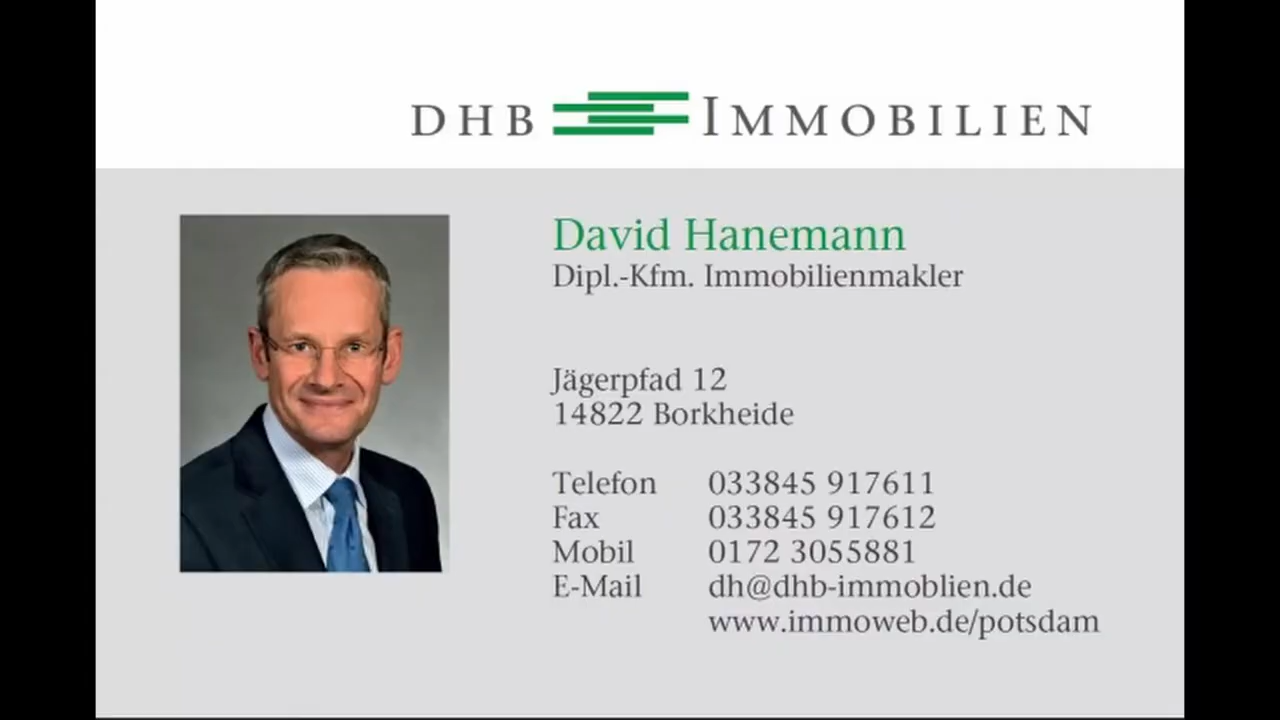 DHB IMMOBILIEN
David Hanemann
Dipl.-Kfm. Immobilienmakler
Jägerpfad 12
14822 Borkheide
Telefon 033845 917611
Fax 033845 917612
Mobil 0172 3055881
E-Mail dh@dhb-immoblien.de
www.immoweb.de/potsdam